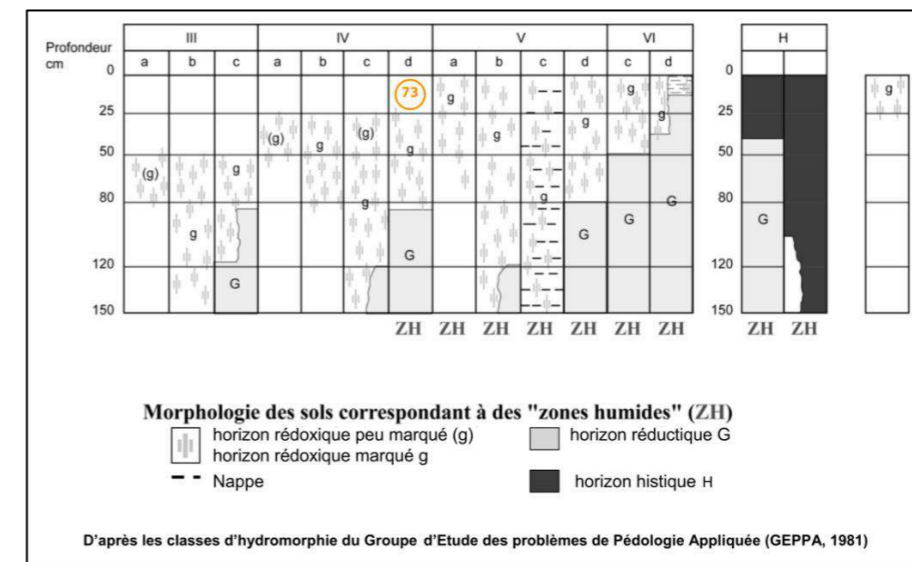 III IV V VI H
Profondeur
cm
a b c a b c d a b c d c d
73
0 0
25 25
50 50
80 80
120 120
150 150
g g g g
(g) g (g) g g g g
(g) g g
g g G G G G
G
G
ZH ZH ZH ZH ZH ZH ZH ZH ZH
Morphologie des sols correspondant à des "zones humides" (ZH)
horizon rédoxique peu marqué (g) horizon réductique G
horizon rédoxique marqué g
Nappe horizon histique H
D'après les classes d'hydromorphie du Groupe d'Etude des problèmes de Pédologie Appliquée (GEPPA, 1981)